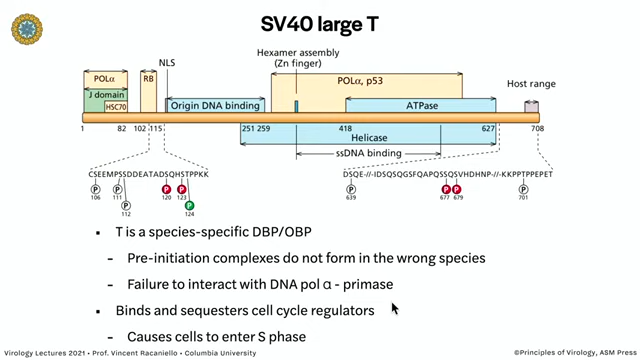 SV40 large T
Hexamer assembly
(Zn finger)
NLS
POLα
RB
POLα, p53
Host range
J domain
HSC70
Origin DNA binding
ATPase
1
82
102
115
251 259
418
627
708
Helicase
ssDNA binding
CSEEMPSSDDEATADSQHSTPPKK
DSQE-//-IDSQSQGSFQAPQSSQSVHDHNP-//-KKPPTPPEPET
P
P
P
P
P
P
P
P
P
P
106
111
112
120
123
124
639
677
679
701
▪ T is a species-specific DBP/OBP
– Pre-initiation complexes do not form in the wrong species
– Failure to interact with DNA pol α - primase
▪ Binds and sequesters cell cycle regulators
– Causes cells to enter S phase
Virology Lectures 2021 • Prof. Vincent Racaniello • Columbia University
©Principles of Virology, ASM Press